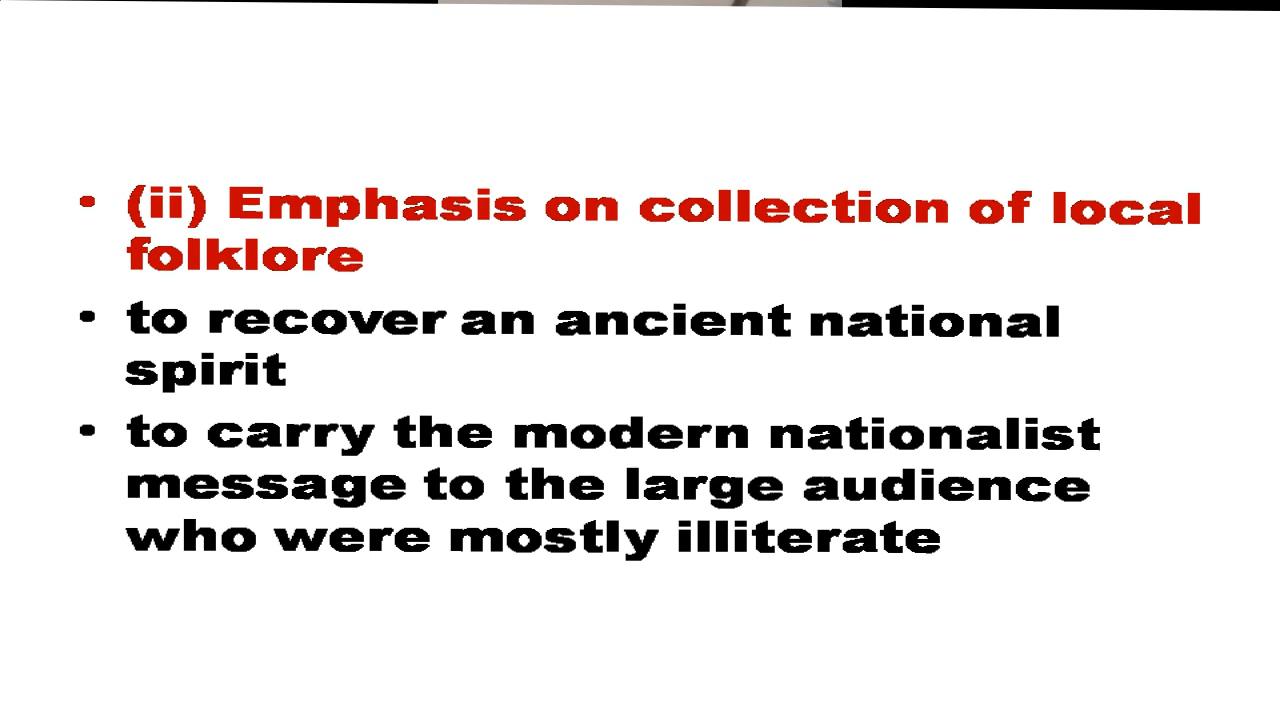 • (ii) Emphasis on collection of local
folklore
• to recover an ancient national
spirit
• to carry the modern nationalist
message to the large audience
who were mostly illiterate